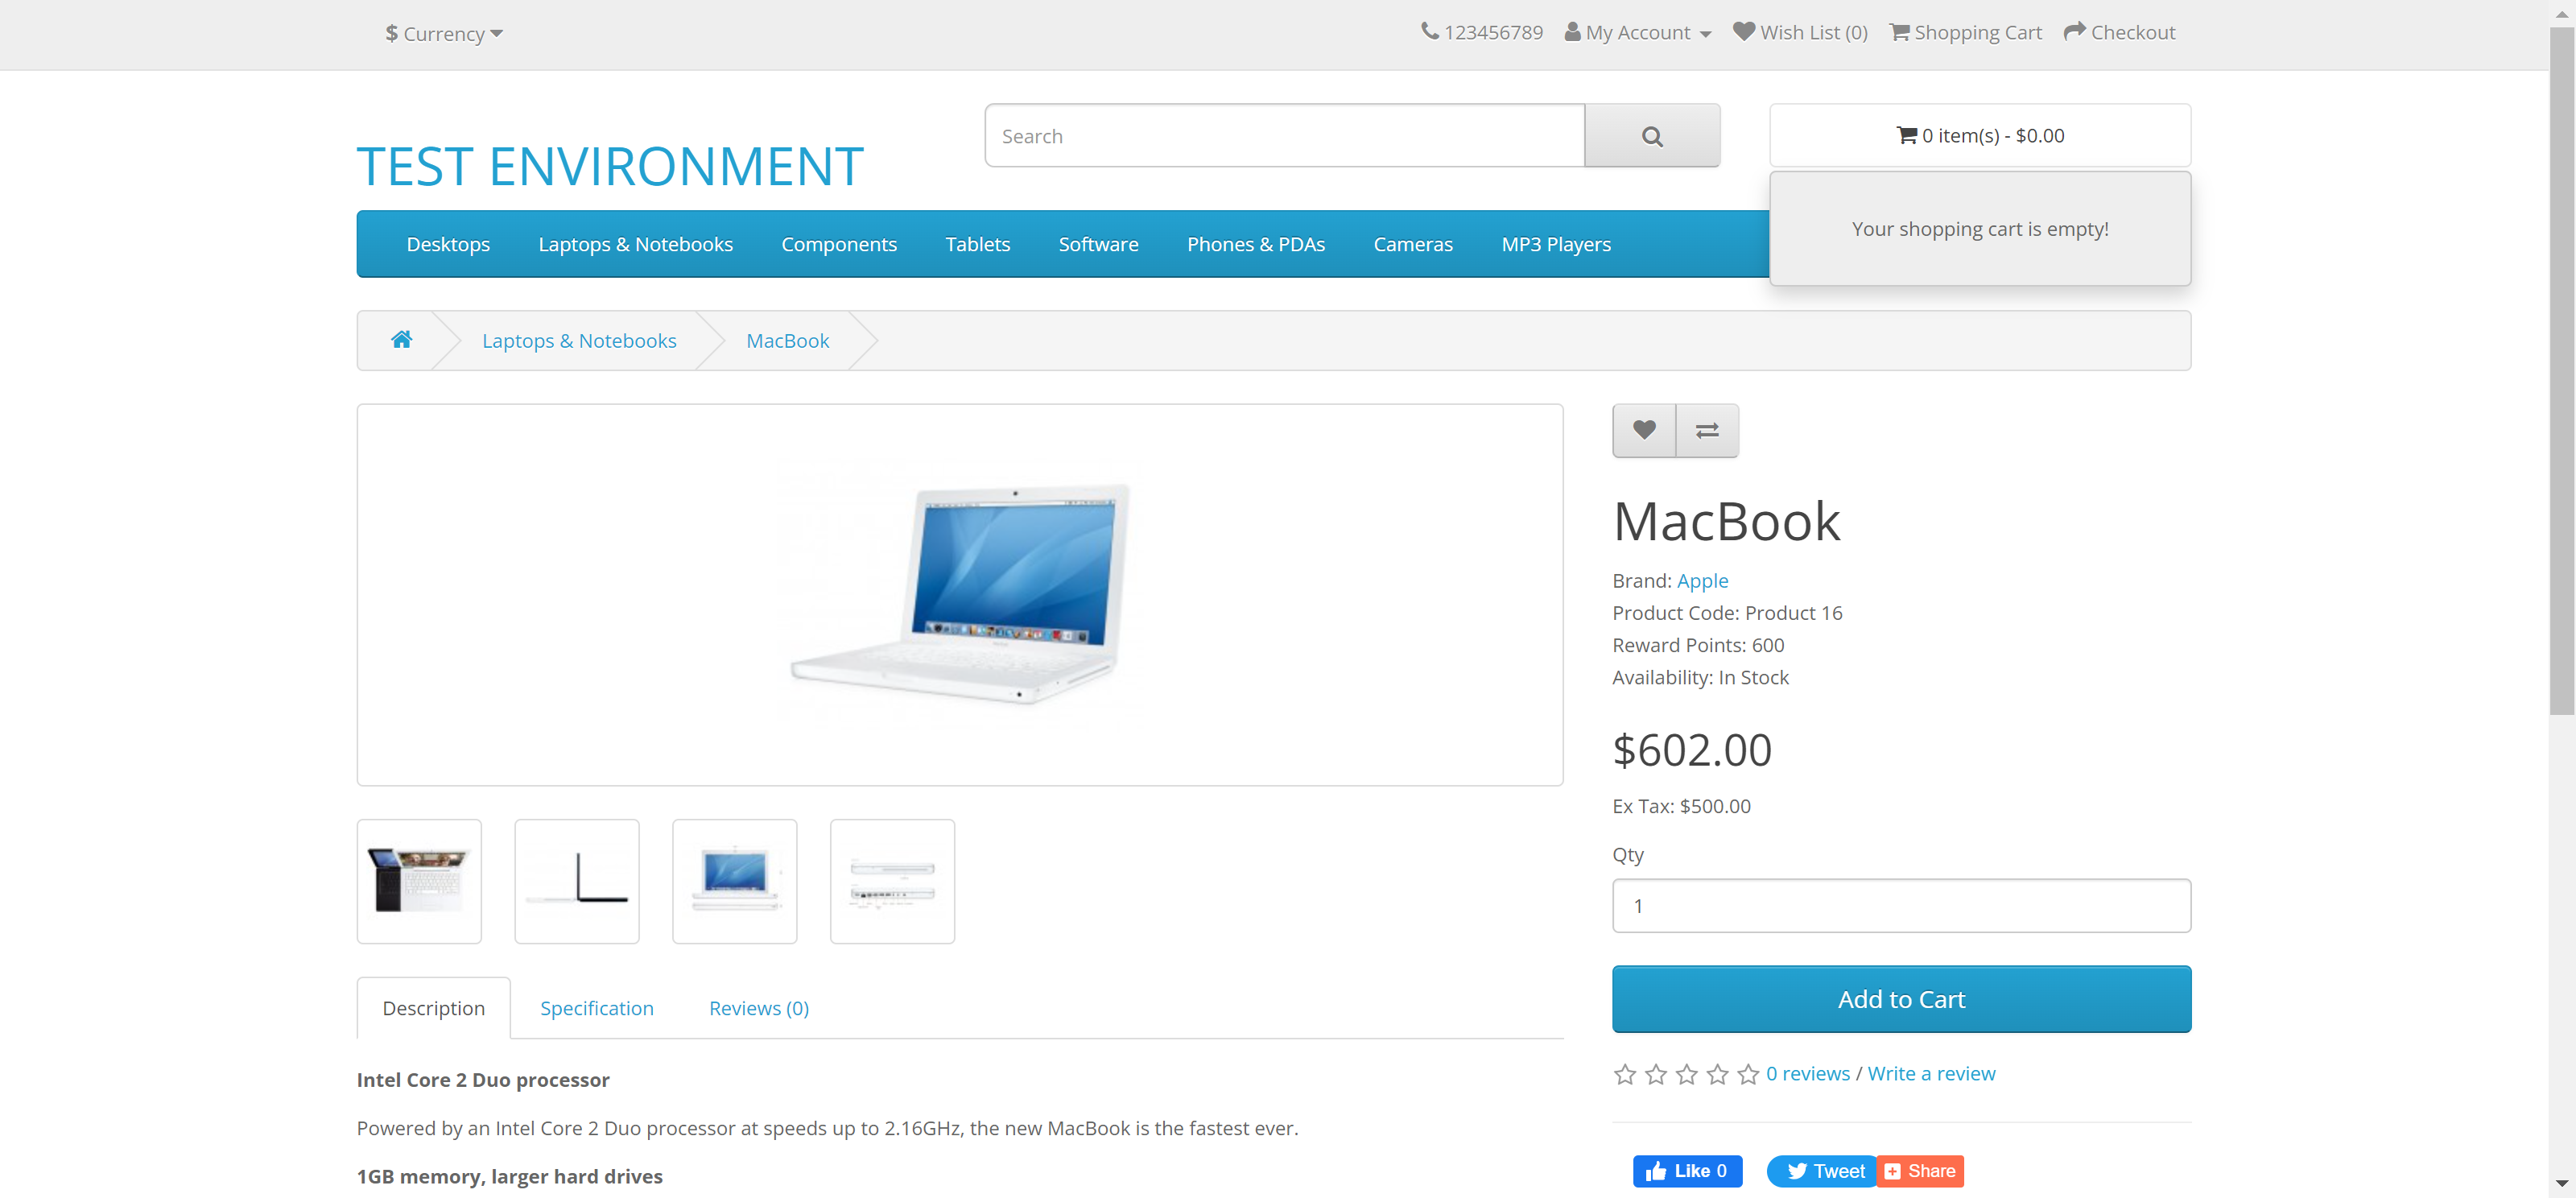 $ Currency
123456789
My Account
Wish List (0)
Shopping Cart
Checkout
TEST ENVIRONMENT
Search
0 item(s) - $0.00
Your shopping cart is empty!
Desktops
Laptops & Notebooks
Components
Tablets
Software
Phones & PDAs
Cameras
MP3 Players
Laptops & Notebooks
MacBook
MacBook
Brand: Apple
Product Code: Product 16
Reward Points: 600
Availability: In Stock
$602.00
Ex Tax: $500.00
Qty
1
Add to Cart
0 reviews / Write a review
Like 0
Tweet
Share
Description
Specification
Reviews (0)
Intel Core 2 Duo processor
Powered by an Intel Core 2 Duo processor at speeds up to 2.16GHz, the new MacBook is the fastest ever.
1GB memory, larger hard drives